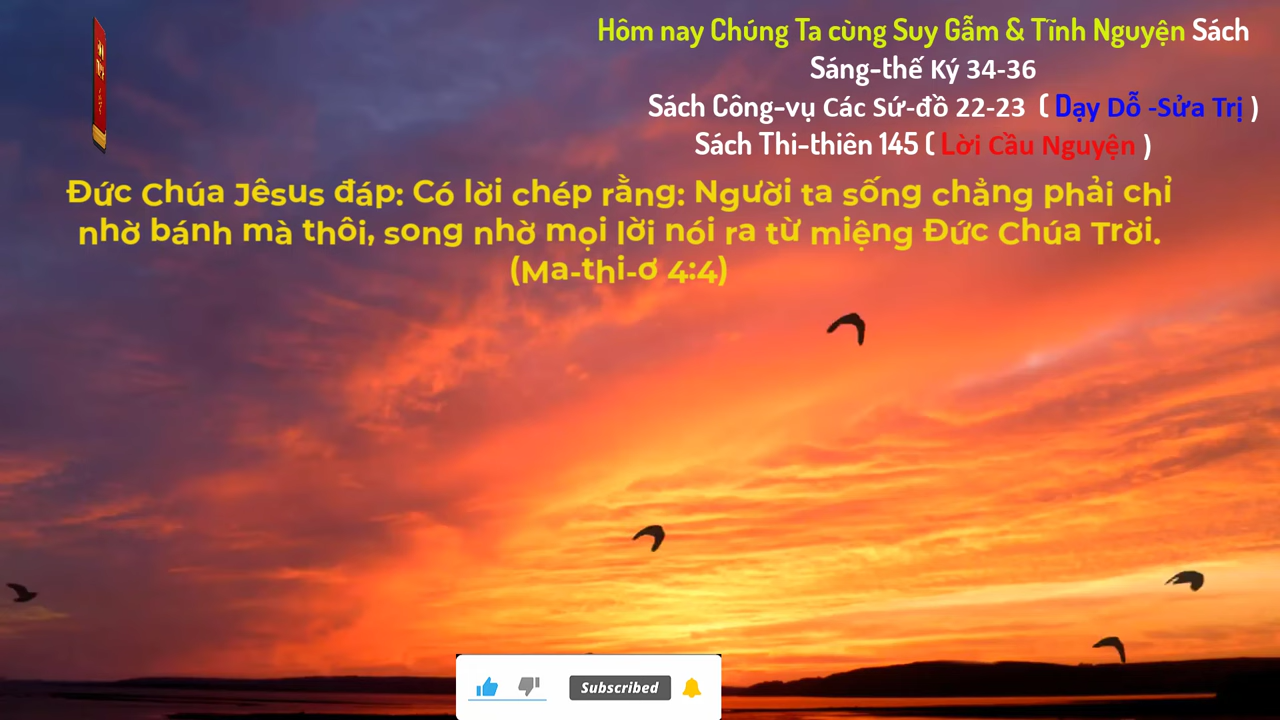 Hôm nay Chúng Ta cùng Suy Gẫm & Tĩnh Nguyện Sách
Sáng-thế Ký 34-36
Sách Công-vụ Các Sứ-đồ 22-23 ( Dạy Dỗ -Sửa Trị )
Sách Thi-thiên 145 ( Lời Cầu Nguyện )
Đức Chúa Jêsus đáp: Có lời chép rằng: Người ta sống chẳng phải chỉ
nhờ bánh mà thôi, song nhờ mọi lời nói ra từ miệng Đức Chúa Trời.
(Ma-thi-ơ 4:4)
Subscribed